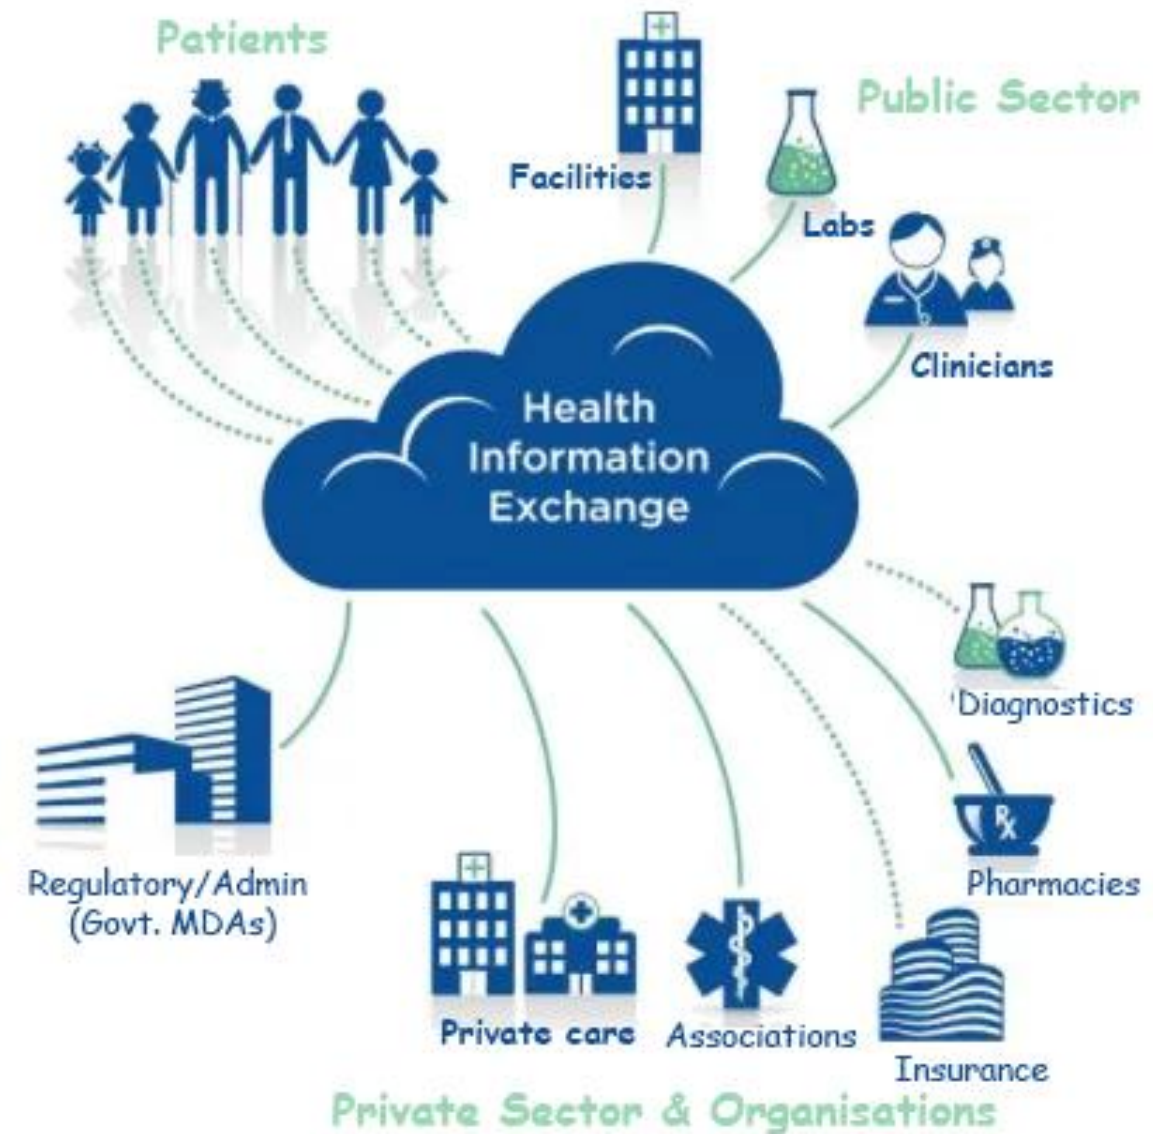 Patients
Public Sector
Facilities
Labs
Clinicians
Health
Information
Exchange
'Diagnostics
Rx
Pharmacies
Regulatory/Admin
(Govt. MDAs)
Private care
Associations
Insurance
Private Sector & Organisations